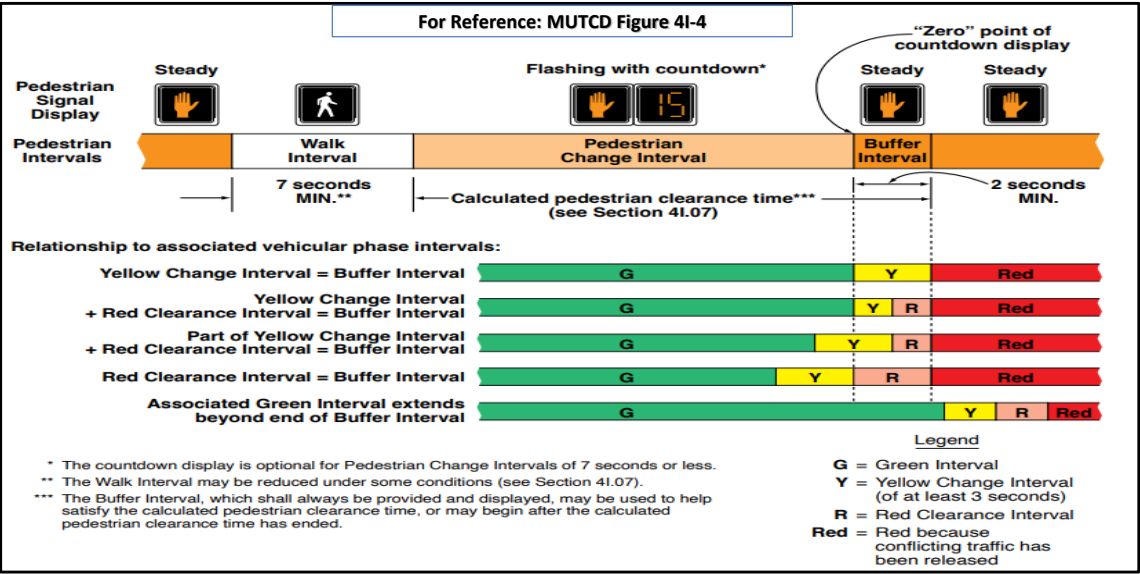 For Reference: MUTCD Figure 4I-4
“Zero” point of
countdown display
Steady
Flashing with countdown*
Steady
Steady
Pedestrian
Signal
Display
15
Pedestrian
Intervals
Walk
Interval
Pedestrian
Change Interval
Buffer
Interval
7 seconds
MIN.**
Calculated pedestrian clearance time***
(see Section 4I.07)
2 seconds
MIN.
Relationship to associated vehicular phase intervals:
Yellow Change Interval = Buffer Interval
G
Y
Red
Yellow Change Interval
+ Red Clearance Interval = Buffer Interval
G
Y
R
Red
Part of Yellow Change Interval
+ Red Clearance Interval = Buffer Interval
G
Y
R
Red
Red Clearance Interval = Buffer Interval
G
Y
R
Red
Associated Green Interval extends
beyond end of Buffer Interval
G
Y
R
Red
* The countdown display is optional for Pedestrian Change Intervals of 7 seconds or less.
** The Walk Interval may be reduced under some conditions (see Section 4I.07).
*** The Buffer Interval, which shall always be provided and displayed, may be used to help
satisfy the calculated pedestrian clearance time, or may begin after the calculated
pedestrian clearance time has ended.
Legend
G = Green Interval
Y = Yellow Change Interval
(of at least 3 seconds)
R = Red Clearance Interval
Red = Red because
conflicting traffic has
been released